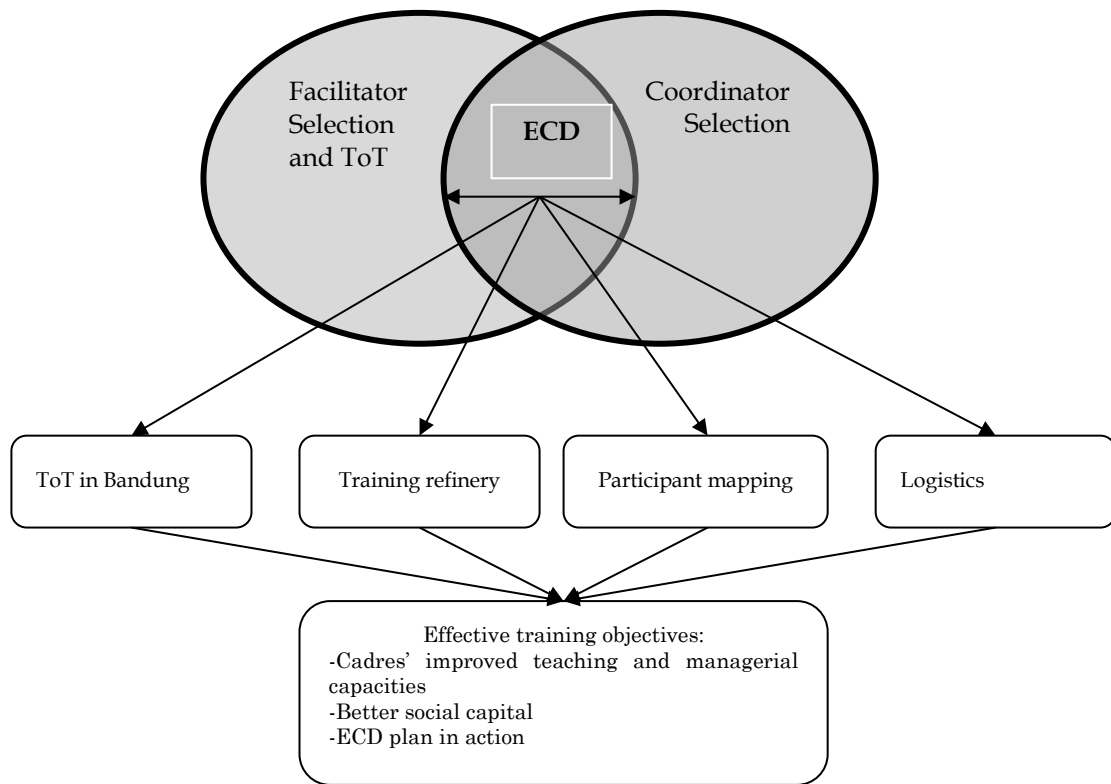 Facilitator
Selection
and ToT
ECD
Coordinator
Selection
ToT in Bandung
Training refinery
Participant mapping
Logistics
Effective training objectives:
-Cadres’ improved teaching and managerial
capacities
-Better social capital
-ECD plan in action